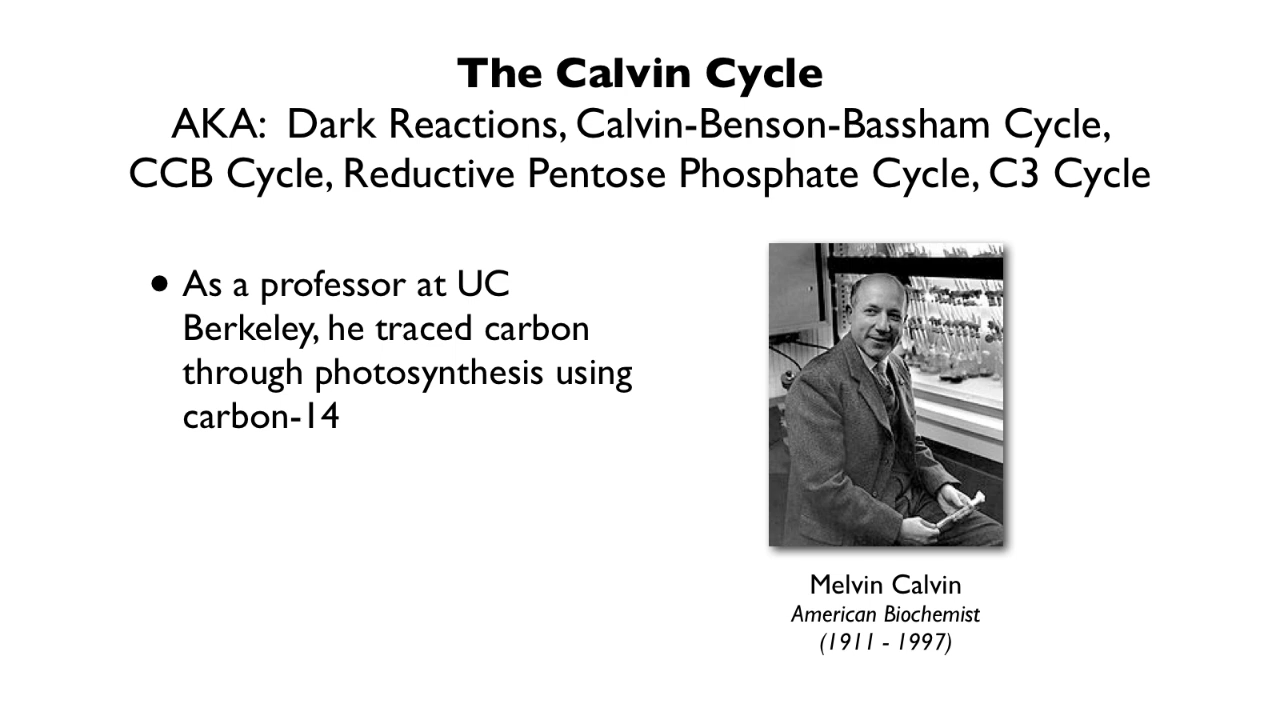 The Calvin Cycle
AKA: Dark Reactions, Calvin-Benson-Bassham Cycle,
CCB Cycle, Reductive Pentose Phosphate Cycle, C3 Cycle
• As a professor at UC
Berkeley, he traced carbon
through photosynthesis using
carbon-14
Melvin Calvin
American Biochemist
(1911 - 1997)